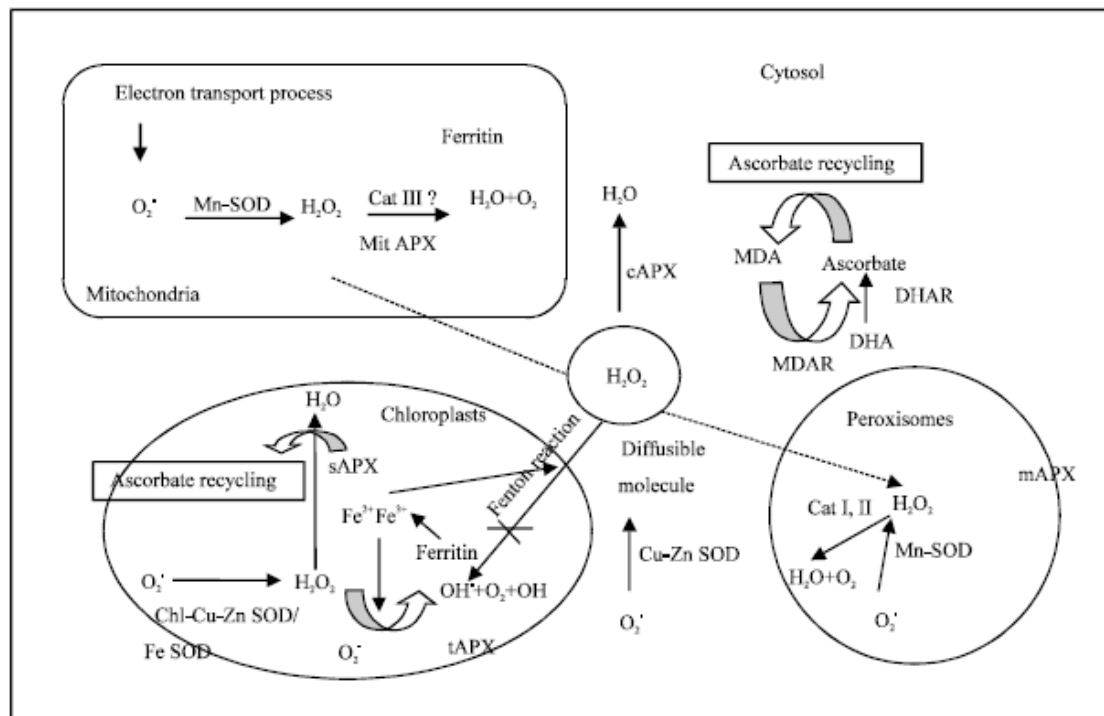 Cytosol
Electron transport process
Ferritin
O₂•
Mn-SOD
H₂O₂
Cat III ?
Mit APX
H₂O+O₂
Mitochondria
H₂O
cAPX
Ascorbate recycling
MDA
Ascorbate
DHAR
DHA
MDAR
H₂O₂
Diffusible
molecule
Cu-Zn SOD
O₂•
Chloroplasts
H₂O
sAPX
Ascorbate recycling
Fenton reaction
Ferritin
O₂•
H₂O₂
OH•+O₂+OH
Chl-Cu-Zn SOD/
Fe SOD
O₂•
tAPX
Peroxisomes
mAPX
Cat I, II
H₂O₂
Mn-SOD
H₂O+O₂
O₂•